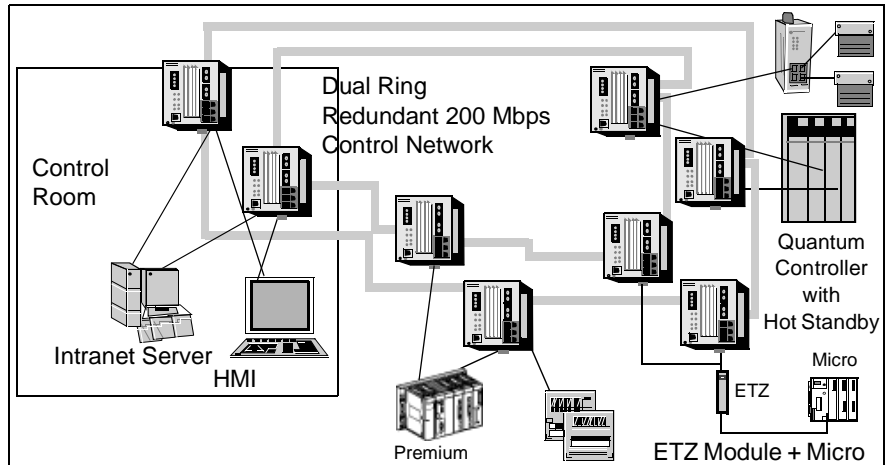 Dual Ring
Redundant 200 Mbps
Control Network
Control
Room
Intranet Server
HMI
Premium
Quantum
Controller
with
Hot Standby
Micro
ETZ
ETZ Module + Micro